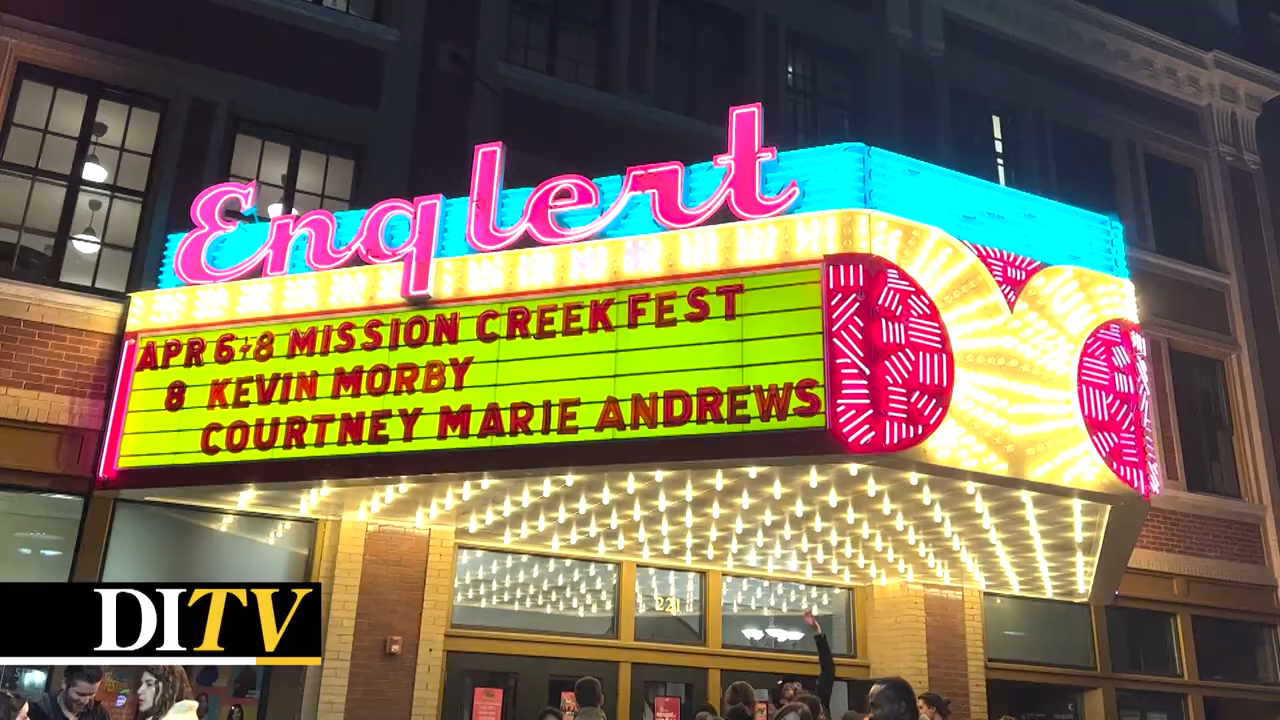 Englert
APR 6-8 MISSION CREEK FEST
8 KEVIN MORBY
COURTNEY MARIE ANDREWS
221
DITV